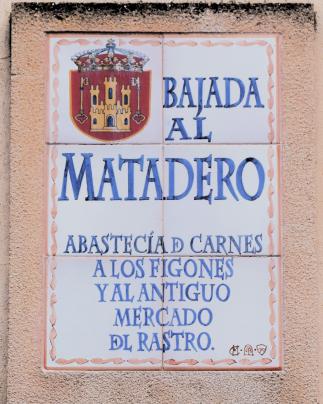 BAJADA
AL
MATADERO
ABASTECÍA D CARNES
A LOS FIGONES
Y AL ANTIGUO
MERCADO
DL RASTRO.